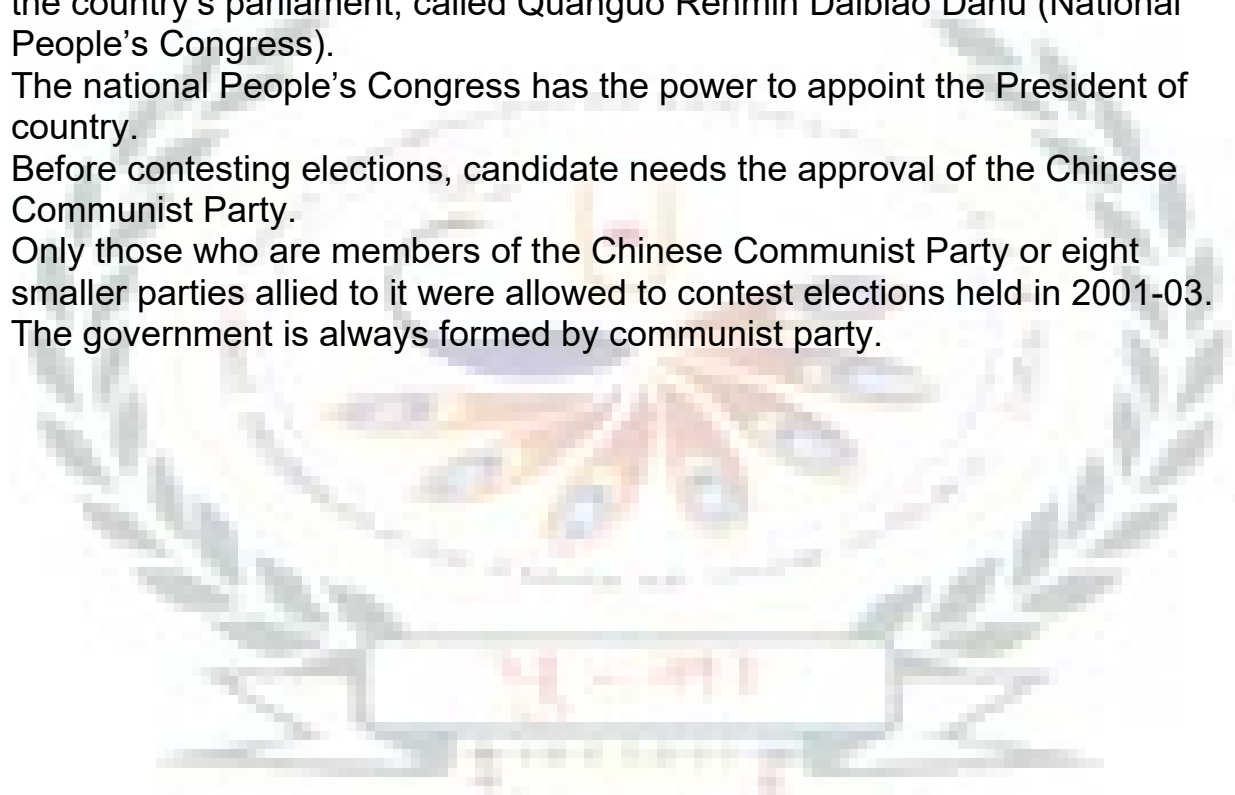 the country's parliament, called Quanguo Renmin Daibiao Dahu (National
People's Congress).
The national People's Congress has the power to appoint the President of
country.
Before contesting elections, candidate needs the approval of the Chinese
Communist Party.
Only those who are members of the Chinese Communist Party or eight
smaller parties allied to it were allowed to contest elections held in 2001-03.
The government is always formed by communist party.